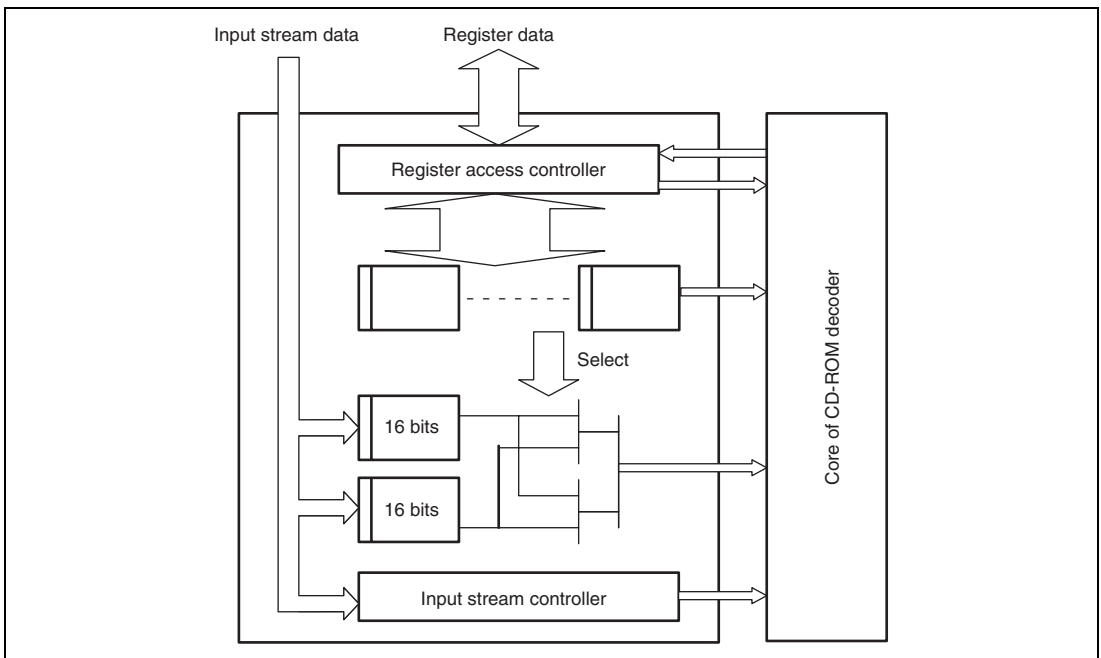 Input stream data
Register data
Register access controller
Select
16 bits
16 bits
Input stream controller
Core of CD-ROM decoder